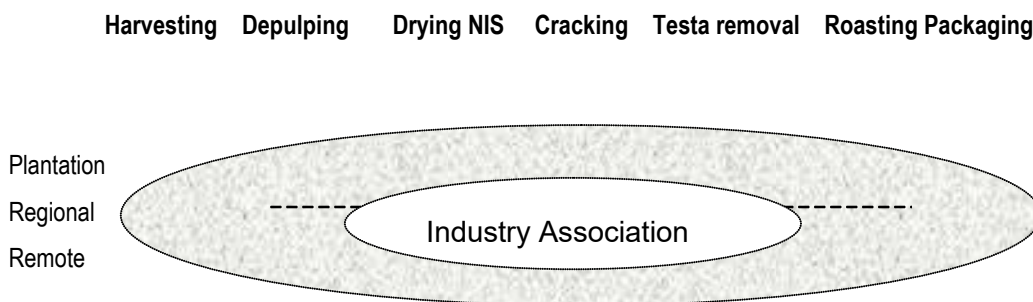 Harvesting Depulping Drying NIS Cracking Testa removal Roasting Packaging
Plantation
Regional
Industry Association
Remote